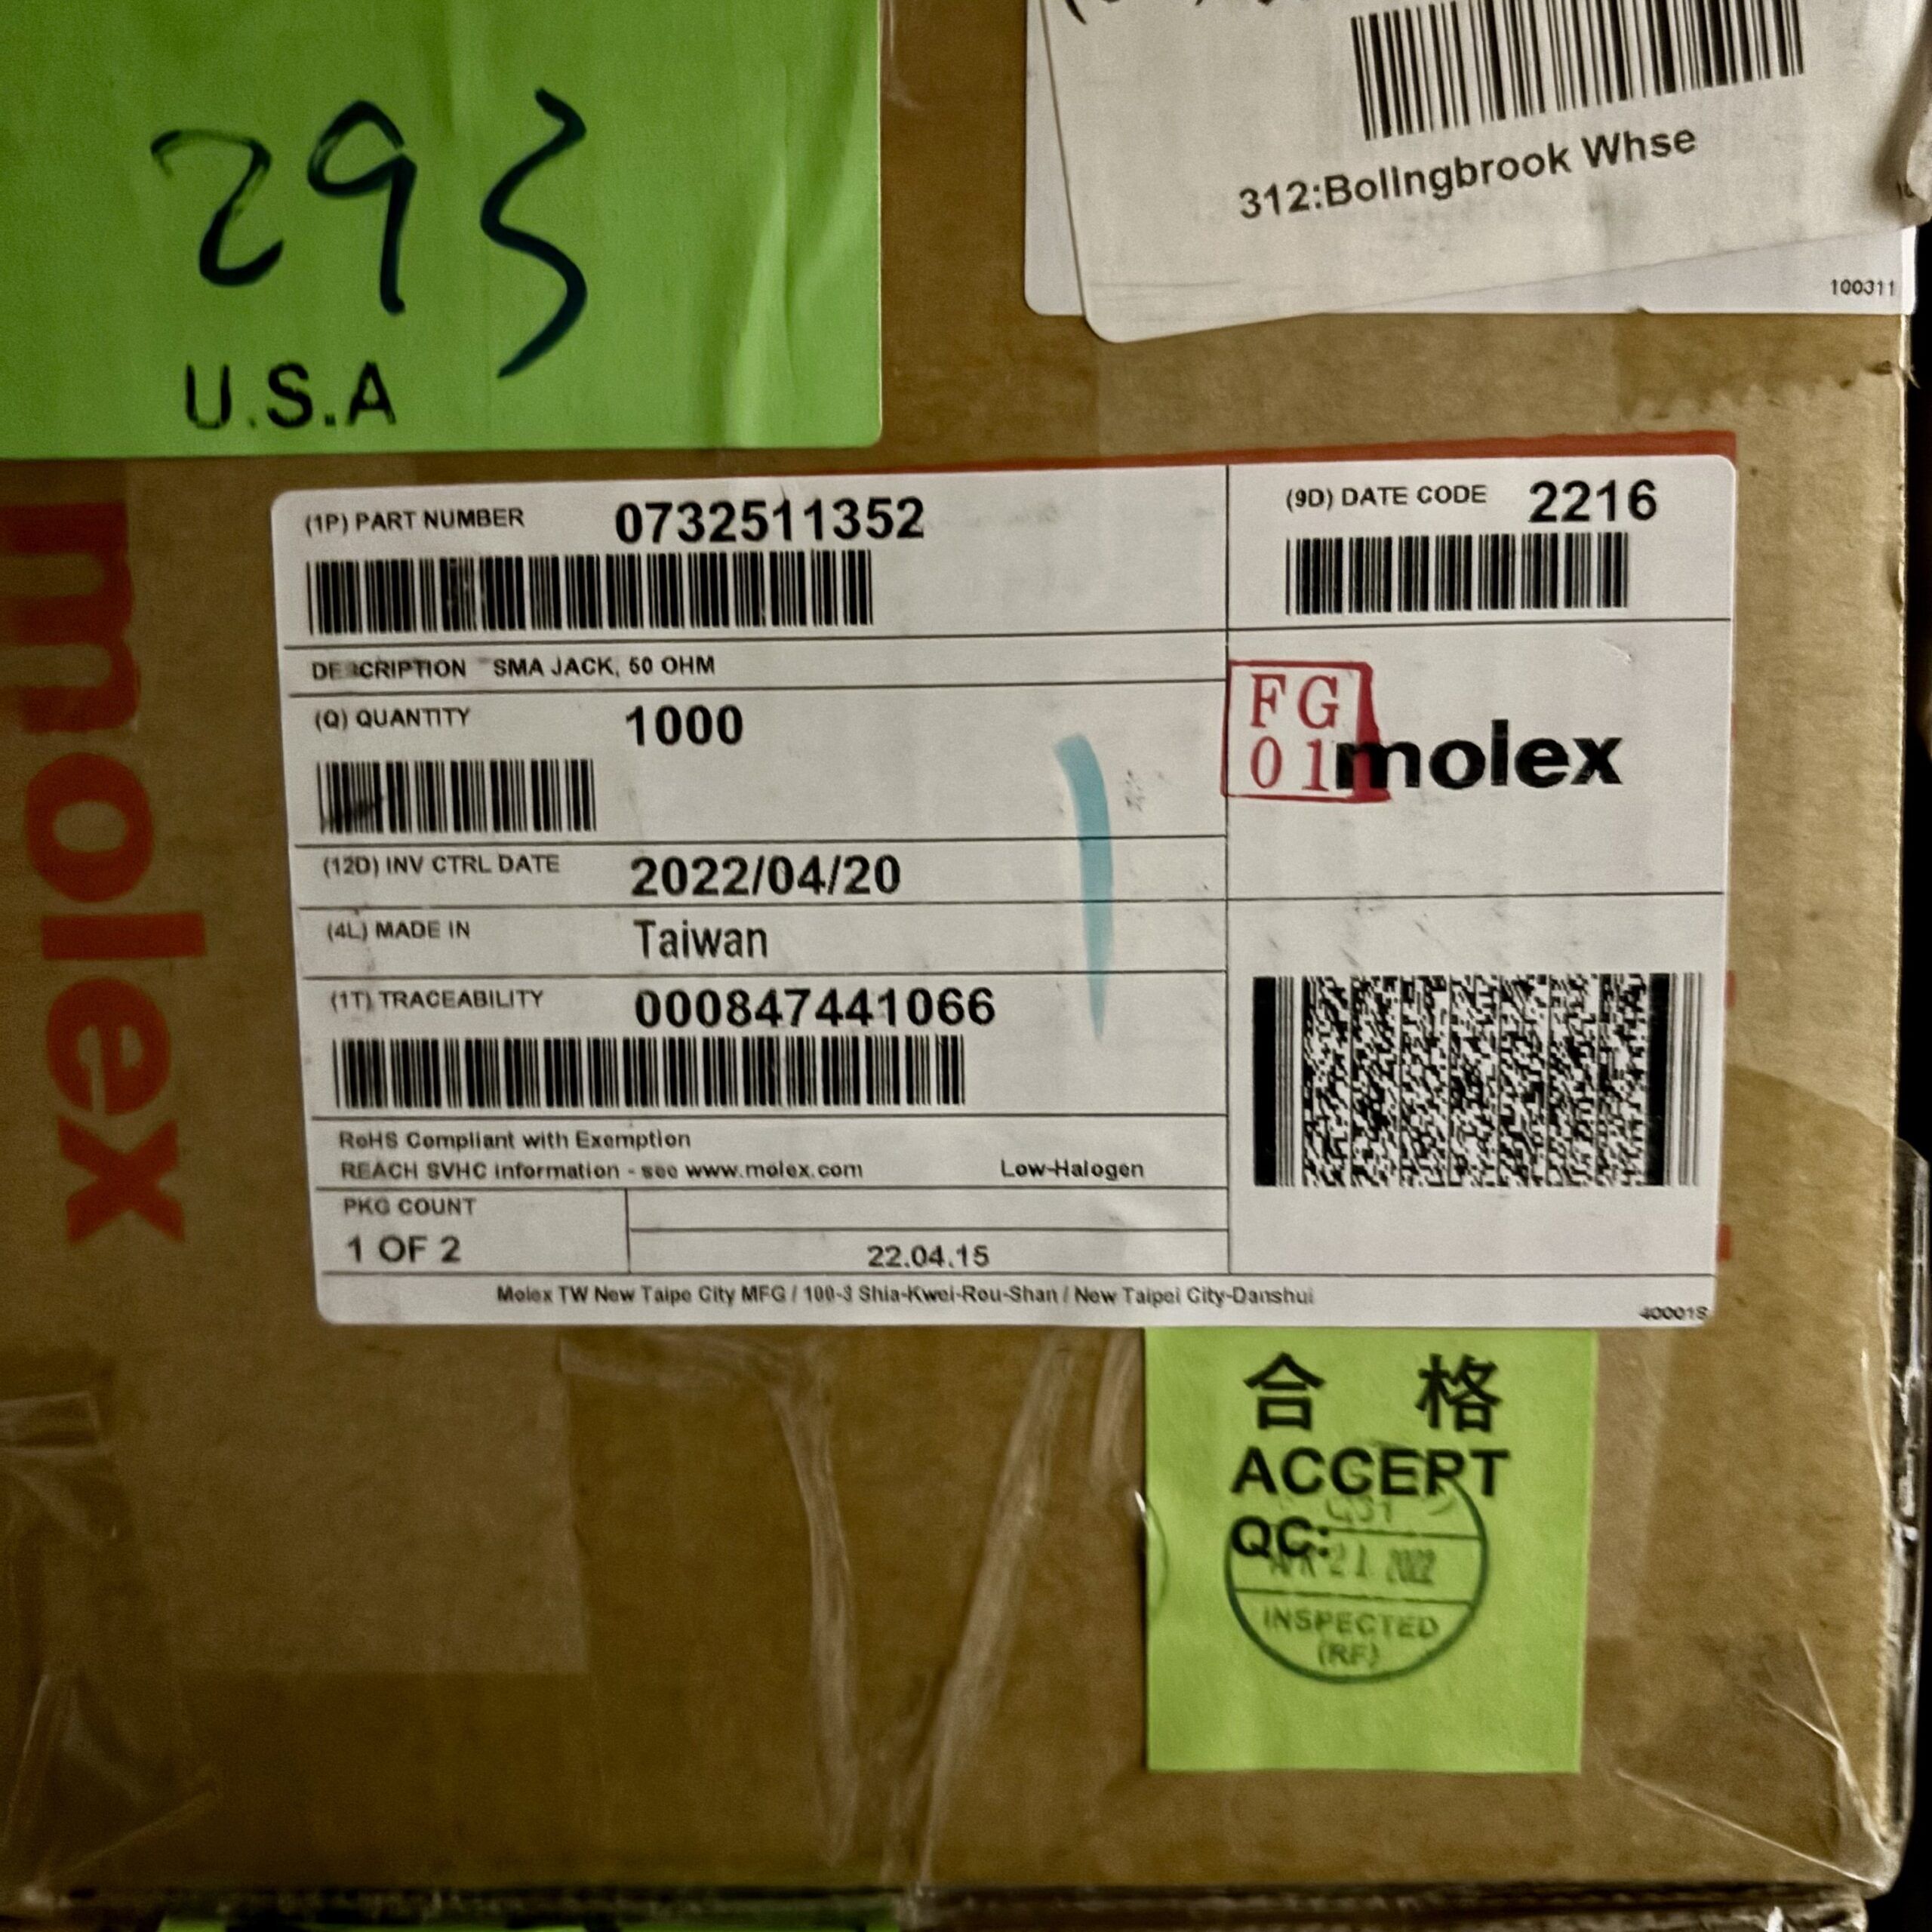 293
U.S.A
312:Bolingbrook Whse
100311
molex
(1P) PART NUMBER 0732511352
(9D) DATE CODE 2216
DESCRIPTION SMA JACK, 50 OHM
(Q) QUANTITY 1000
FG
01
molex
(12D) INV CTRL DATE 2022/04/20
(4L) MADE IN Taiwan
(1T) TRACEABILITY 000847441066
RoHS Compliant with Exemption
REACH SVHC information - see www.molex.com Low-Halogen
PKG COUNT
1 OF 2
22.04.15
Molex TW New Taipe City MFG / 100-3 Shia-Kwei-Rou-Shan / New Taipei City-Danshui
合 格
ACCEPT
QC:
APR 21 2022
INSPECTED
(RF)